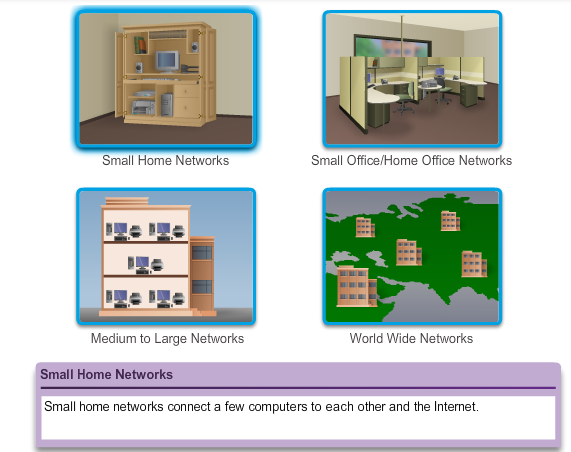 Small Home Networks
Small Office/Home Office Networks
Medium to Large Networks
World Wide Networks
Small Home Networks
Small home networks connect a few computers to each other and the Internet.